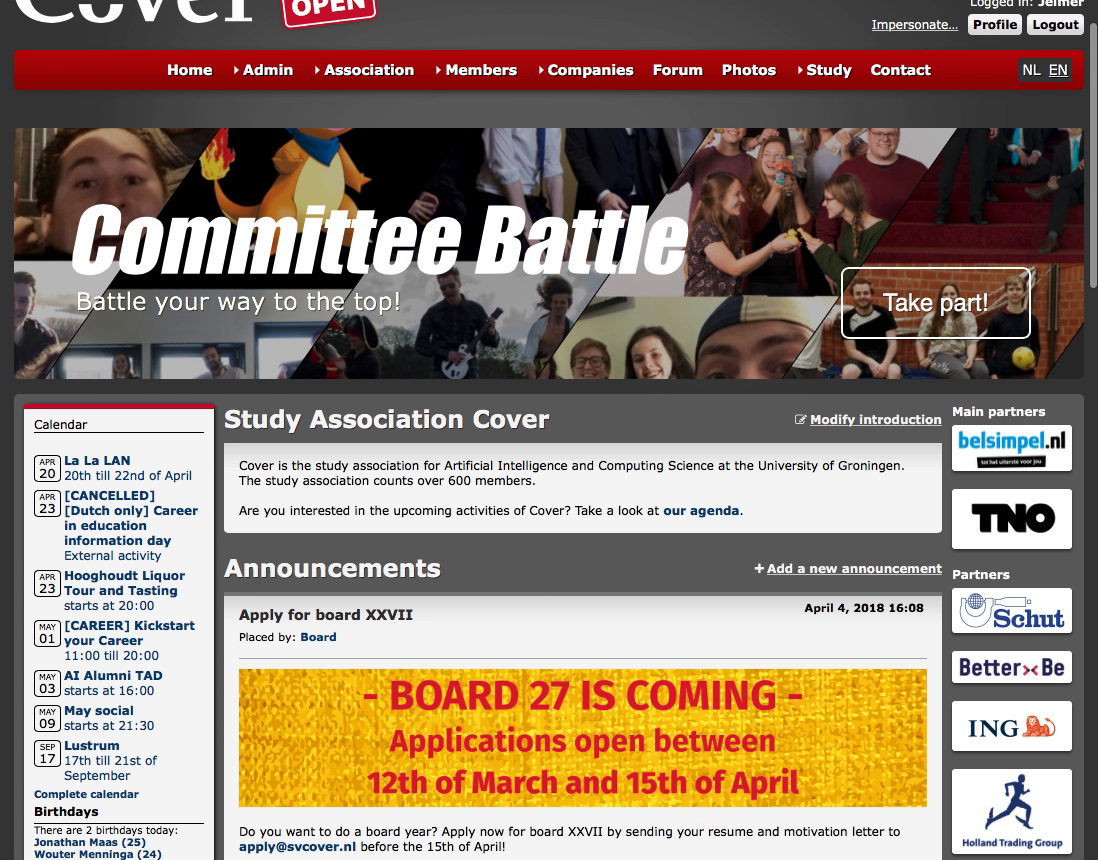 Cover
OPEN
Logged in: Jelmer
Impersonate... Profile Logout
Home Admin Association Members Companies Forum Photos Study Contact NL EN
Committee Battle
Battle your way to the top!
Take part!
Calendar
APR 20 La La LAN
20th till 22nd of April
APR 23 [CANCELLED]
[Dutch only] Career
in education
information day
External activity
APR 23 Hooghoudt Liquor
Tour and Tasting
starts at 20:00
MAY 01 [CAREER] Kickstart
your Career
11:00 till 20:00
MAY 03 AI Alumni TAD
starts at 16:00
MAY 09 May social
starts at 21:30
SEP 17 Lustrum
17th till 21st of
September
Complete calendar
Birthdays
There are 2 birthdays today:
Jonathan Maas (25)
Wouter Menninga (24)
Study Association Cover
Modify introduction
Cover is the study association for Artificial Intelligence and Computing Science at the University of Groningen.
The study association counts over 600 members.
Are you interested in the upcoming activities of Cover? Take a look at our agenda.
Announcements
+ Add a new announcement
Apply for board XXVII
April 4, 2018 16:08
Placed by: Board
- BOARD 27 IS COMING -
Applications open between
12th of March and 15th of April
Do you want to do a board year? Apply now for board XXVII by sending your resume and motivation letter to
apply@svcover.nl before the 15th of April!
Main partners
belsimpel.nl
tot het uiterste voor jou
TNO
Partners
Schut
Better Be
ING
Holland Trading Group